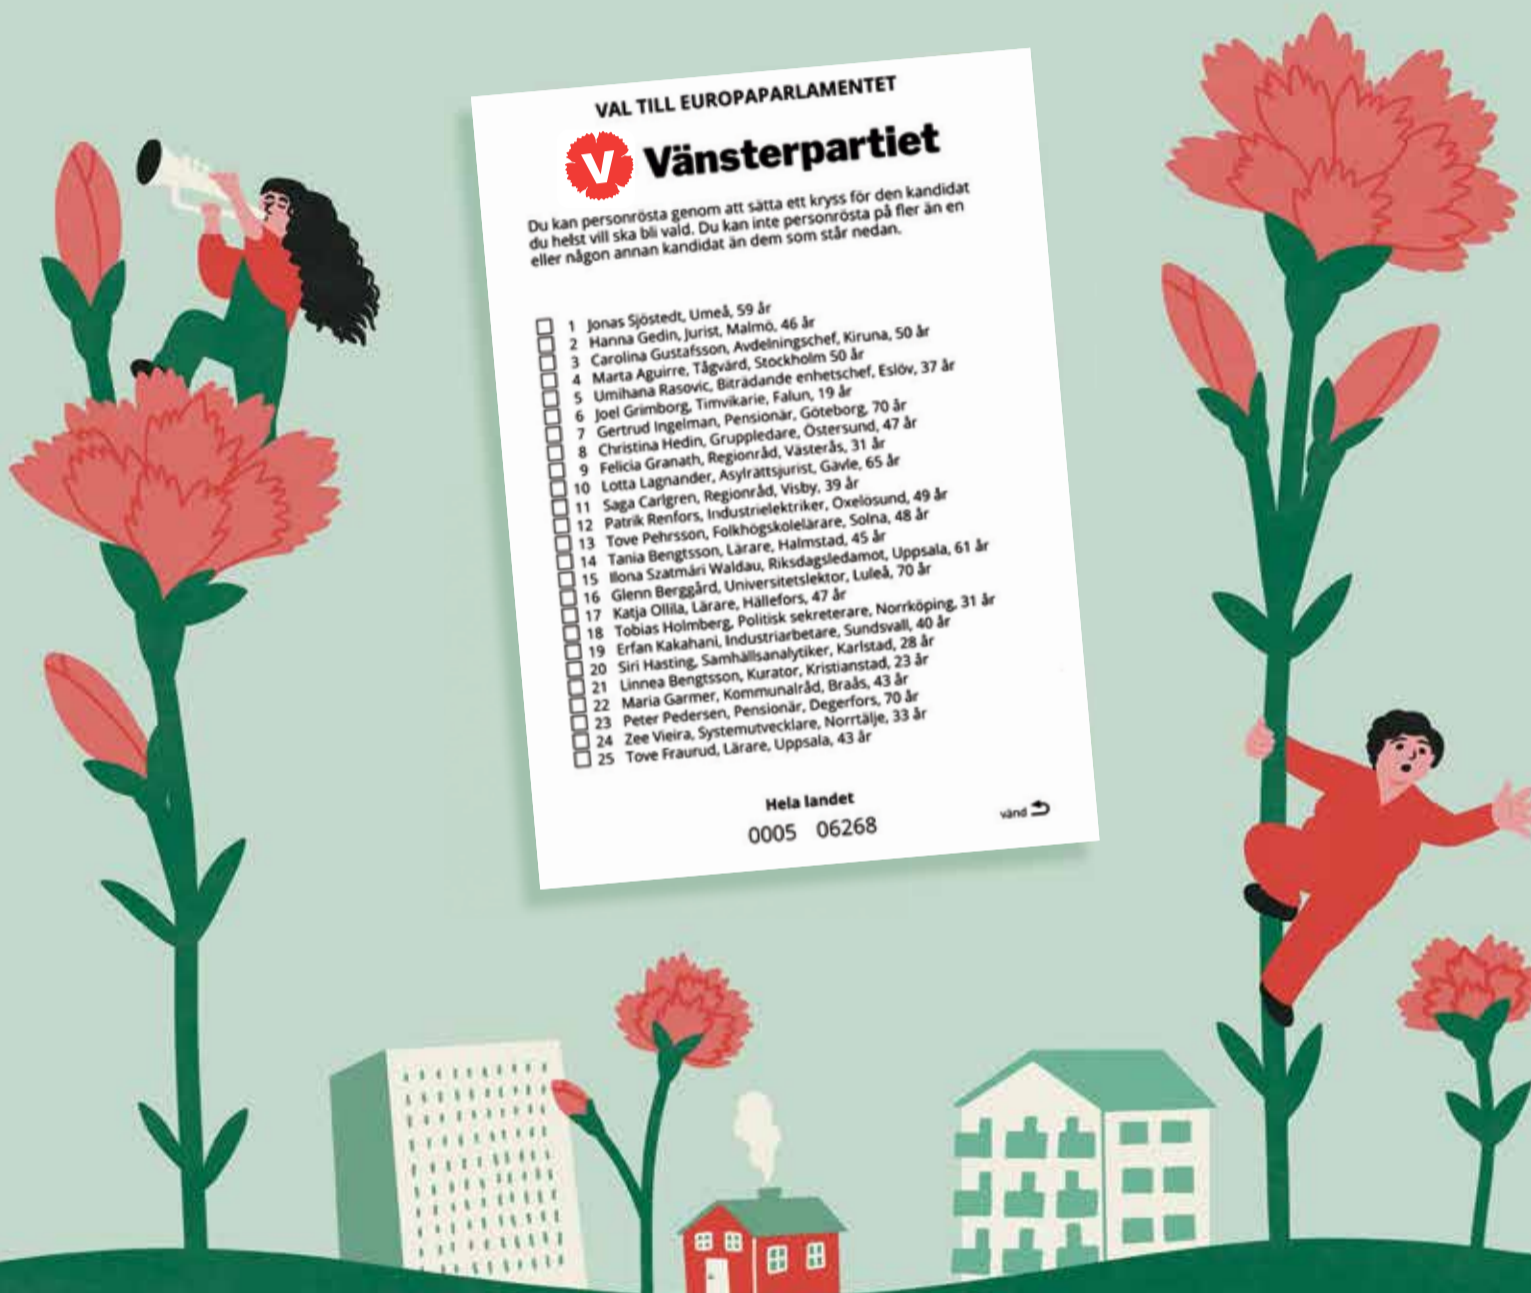 VAL TILL EUROPAPARLAMENTET
V Vänsterpartiet
Du kan personrösta genom att sätta ett kryss för den kandidat
du helst vill ska bli vald. Du kan inte personrösta på fler än en
eller någon annan kandidat än dem som står nedan.
1 Jonas Sjöstedt, Umeå, 59 år
2 Hanna Gedin, Jurist, Malmö, 46 år
3 Carolina Gustafsson, Avdelningschef, Kiruna, 50 år
4 Marta Aguirre, Tågvärd, Stockholm 50 år
5 Umihana Rasovic, Biträdande enhetschef, Eslöv, 37 år
6 Joel Grimborg, Timvikarie, Falun, 19 år
7 Gertrud Ingelman, Pensionär, Göteborg, 70 år
8 Christina Hedin, Gruppledare, Östersund, 47 år
9 Felicia Granath, Regionråd, Västerås, 31 år
10 Lotta Lagnander, Asylrättsjurist, Gävle, 65 år
11 Saga Carlgren, Regionråd, Visby, 39 år
12 Patrik Renfors, Industrielektriker, Oxelösund, 49 år
13 Tove Pehrsson, Folkhögskolelärare, Solna, 48 år
14 Tania Bengtsson, Lärare, Halmstad, 45 år
15 Ilona Szatmári Waldau, Riksdagsledamot, Uppsala, 61 år
16 Glenn Berggård, Universitetslektor, Luleå, 70 år
17 Katja Ollila, Lärare, Hällefors, 47 år
18 Tobias Holmberg, Politisk sekreterare, Norrköping, 31 år
19 Erfan Kakahani, Industriarbetare, Sundsvall, 40 år
20 Siri Hasting, Samhällsanalytiker, Karlstad, 28 år
21 Linnea Bengtsson, Kurator, Kristianstad, 23 år
22 Maria Garmer, Kommunalråd, Braås, 43 år
23 Peter Pedersen, Pensionär, Degerfors, 70 år
24 Zee Vieira, Systemutvecklare, Norrtälje, 33 år
25 Tove Fraurud, Lärare, Uppsala, 43 år
Hela landet
0005 06268
vänd